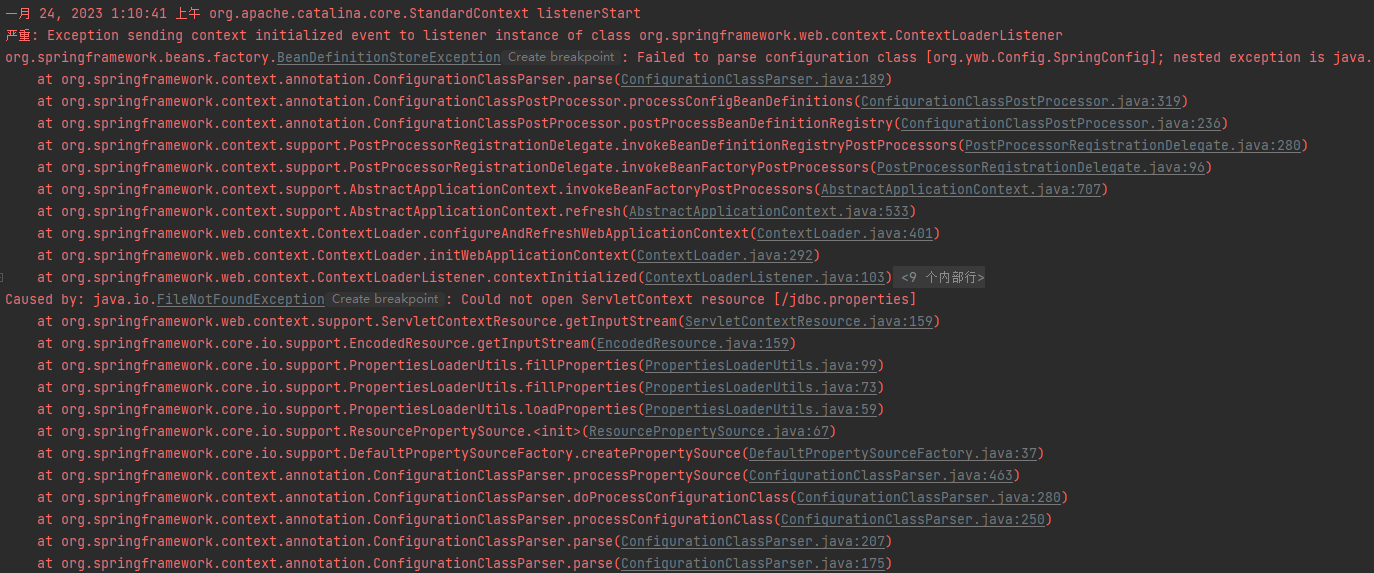 一月 24, 2023 1:10:41 上午 org.apache.catalina.core.StandardContext listenerStart
严重: Exception sending context initialized event to listener instance of class org.springframework.web.context.ContextLoaderListener
org.springframework.beans.factory.BeanDefinitionStoreException Create breakpoint : Failed to parse configuration class [org.ywb.Config.SpringConfig]; nested exception is java.
at org.springframework.context.annotation.ConfigurationClassParser.parse(ConfigurationClassParser.java:189)
at org.springframework.context.annotation.ConfigurationClassPostProcessor.processConfigBeanDefinitions(ConfigurationClassPostProcessor.java:319)
at org.springframework.context.annotation.ConfigurationClassPostProcessor.postProcessBeanDefinitionRegistry(ConfigurationClassPostProcessor.java:236)
at org.springframework.context.support.PostProcessorRegistrationDelegate.invokeBeanDefinitionRegistryPostProcessors(PostProcessorRegistrationDelegate.java:280)
at org.springframework.context.support.PostProcessorRegistrationDelegate.invokeBeanFactoryPostProcessors(PostProcessorRegistrationDelegate.java:96)
at org.springframework.context.support.AbstractApplicationContext.invokeBeanFactoryPostProcessors(AbstractApplicationContext.java:707)
at org.springframework.context.support.AbstractApplicationContext.refresh(AbstractApplicationContext.java:533)
at org.springframework.web.context.ContextLoader.configureAndRefreshWebApplicationContext(ContextLoader.java:401)
at org.springframework.web.context.ContextLoader.initWebApplicationContext(ContextLoader.java:292)
at org.springframework.web.context.ContextLoaderListener.contextInitialized(ContextLoaderListener.java:103) <9 个内部行>
Caused by: java.io.FileNotFoundException Create breakpoint : Could not open ServletContext resource [/jdbc.properties]
at org.springframework.web.context.support.ServletContextResource.getInputStream(ServletContextResource.java:159)
at org.springframework.core.io.support.EncodedResource.getInputStream(EncodedResource.java:159)
at org.springframework.core.io.support.PropertiesLoaderUtils.fillProperties(PropertiesLoaderUtils.java:99)
at org.springframework.core.io.support.PropertiesLoaderUtils.fillProperties(PropertiesLoaderUtils.java:73)
at org.springframework.core.io.support.PropertiesLoaderUtils.loadProperties(PropertiesLoaderUtils.java:59)
at org.springframework.core.io.support.ResourcePropertySource.<init>(ResourcePropertySource.java:67)
at org.springframework.core.io.support.DefaultPropertySourceFactory.createPropertySource(DefaultPropertySourceFactory.java:37)
at org.springframework.context.annotation.ConfigurationClassParser.processPropertySource(ConfigurationClassParser.java:463)
at org.springframework.context.annotation.ConfigurationClassParser.doProcessConfigurationClass(ConfigurationClassParser.java:280)
at org.springframework.context.annotation.ConfigurationClassParser.processConfigurationClass(ConfigurationClassParser.java:250)
at org.springframework.context.annotation.ConfigurationClassParser.parse(ConfigurationClassParser.java:207)
at org.springframework.context.annotation.ConfigurationClassParser.parse(ConfigurationClassParser.java:175)